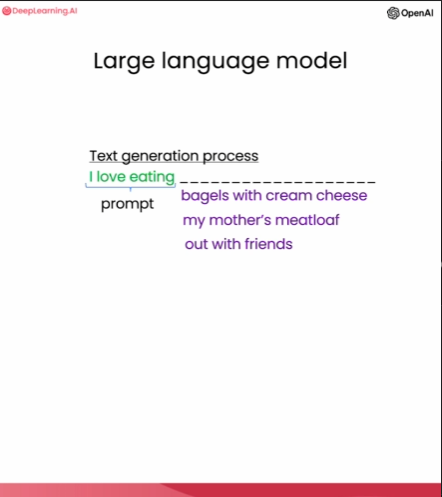 DeepLearning.AI
OpenAI
Large language model
Text generation process
I love eating _ _ _ _ _ _ _ _ _ _ _ _ _ _ _ _ _ _ _
prompt
bagels with cream cheese
my mother's meatloaf
out with friends